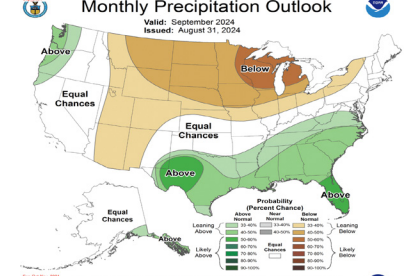 Monthly Precipitation Outlook
Valid: September 2024
Issued: August 31, 2024
Above
Below
Equal
Chances
Equal
Chances
Above
Above
Equal
Chances
Above
Probability
(Percent Chance)
Above
Normal
Near
Normal
Below
Normal
Leaning
Above
33-40%
40-50%
33-40%
40-50%
33-40%
40-50%
Leaning
Below
Likely
Above
50-60%
60-70%
70-80%
80-90%
90-100%
Equal
Chances
50-60%
60-70%
70-80%
80-90%
90-100%
Likely
Below